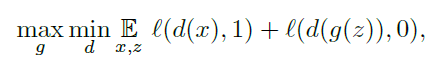 max min 𝔼 ℓ(d(x), 1) + ℓ(d(g(z)), 0),
g d x,z